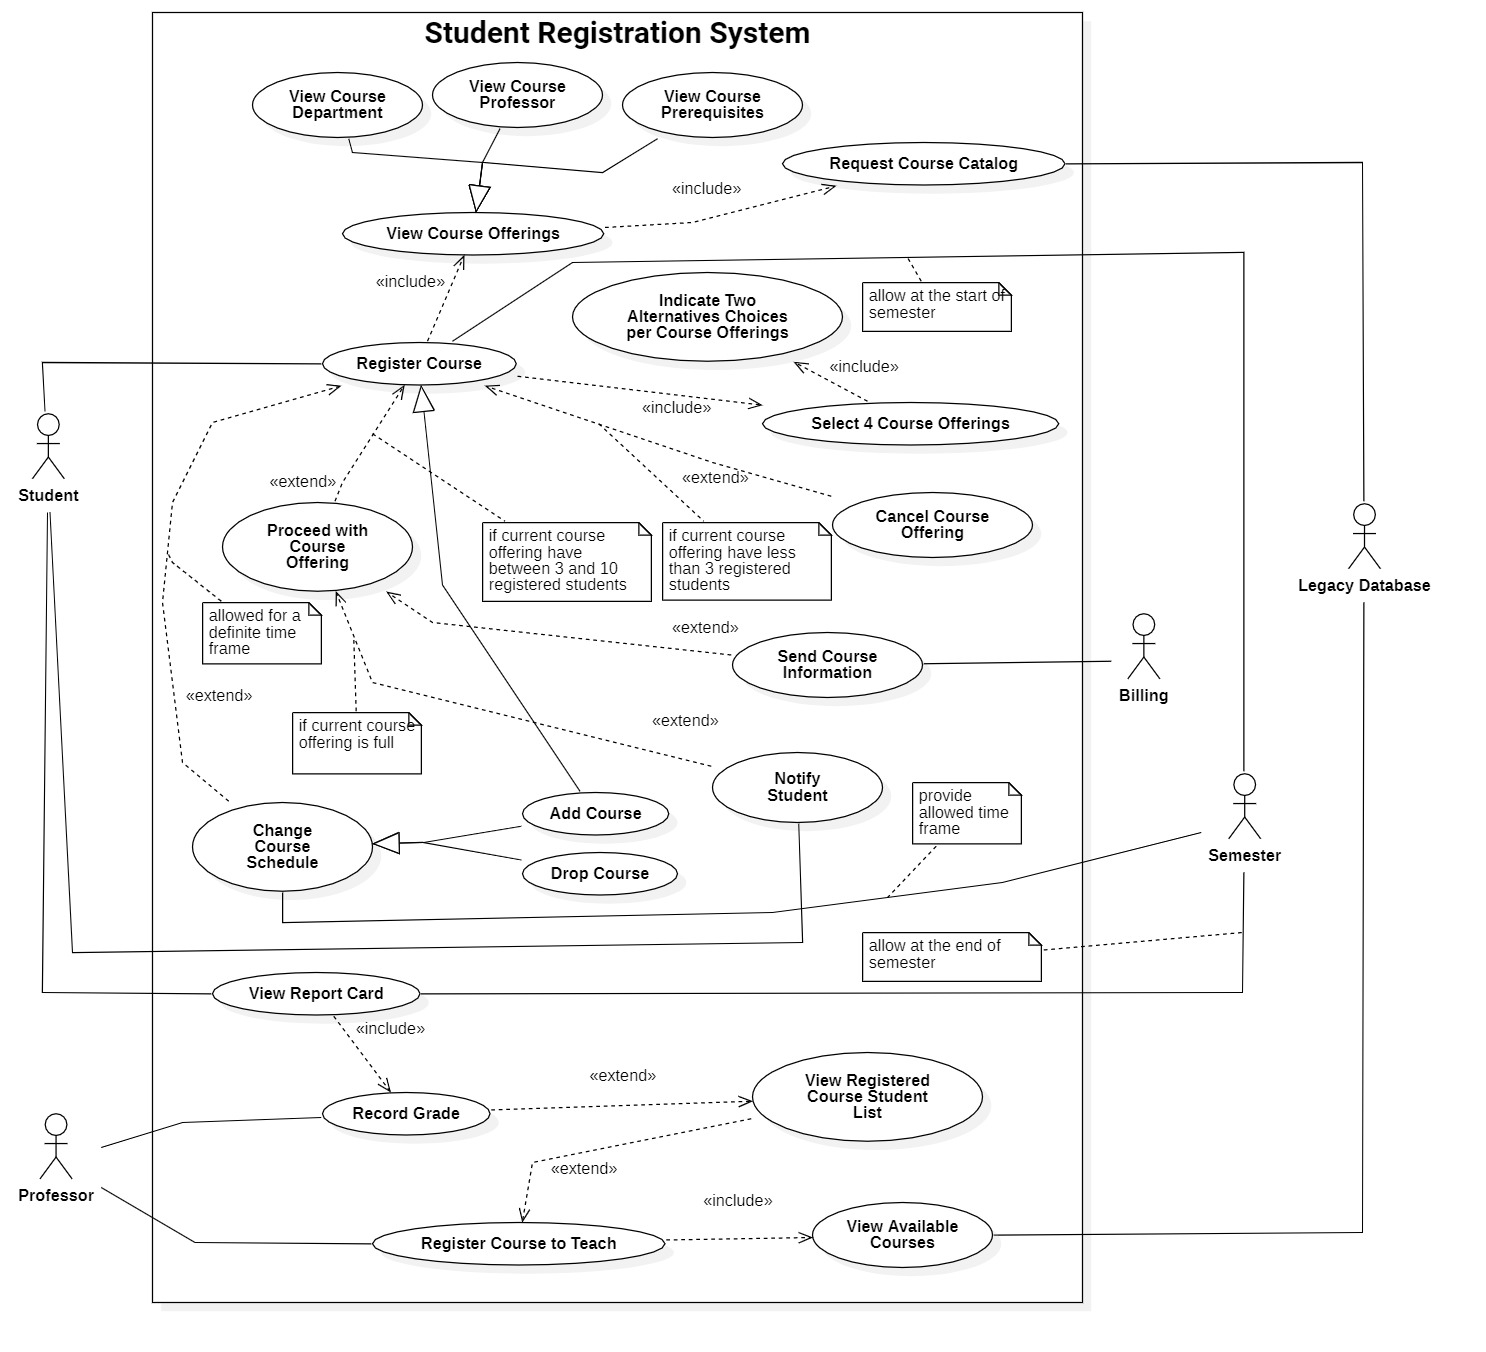 Student Registration System
View Course
Department
View Course
Professor
View Course
Prerequisites
Request Course Catalog
«include»
View Course Offerings
«include»
Indicate Two
Alternatives Choices
per Course Offerings
allow at the start of
semester
Register Course
«include»
«include»
Select 4 Course Offerings
Student
«extend»
«extend»
Proceed with
Course
Offering
if current course
offering have
between 3 and 10
registered students
if current course
offering have less
than 3 registered
students
Cancel Course
Offering
Legacy Database
allowed for a
definite time
frame
«extend»
Send Course
Information
Billing
«extend»
if current course
offering is full
«extend»
Notify
Student
provide
allowed time
frame
Add Course
Change
Course
Schedule
Drop Course
Semester
allow at the end of
semester
View Report Card
«include»
«extend»
View Registered
Course Student
List
Record Grade
«extend»
Professor
«include»
View Available
Courses
Register Course to Teach